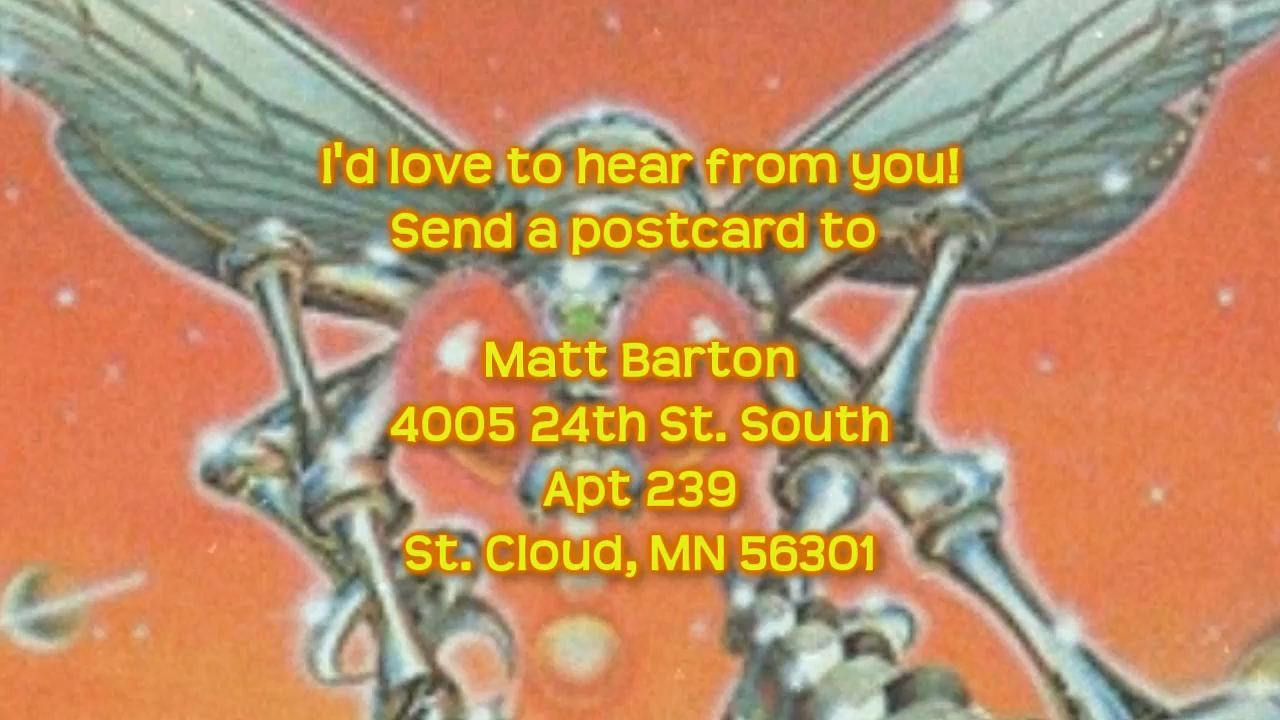 I'd love to hear from you!
Send a postcard to
Matt Barton
4005 24th St. South
Apt 239
St. Cloud, MN 56301